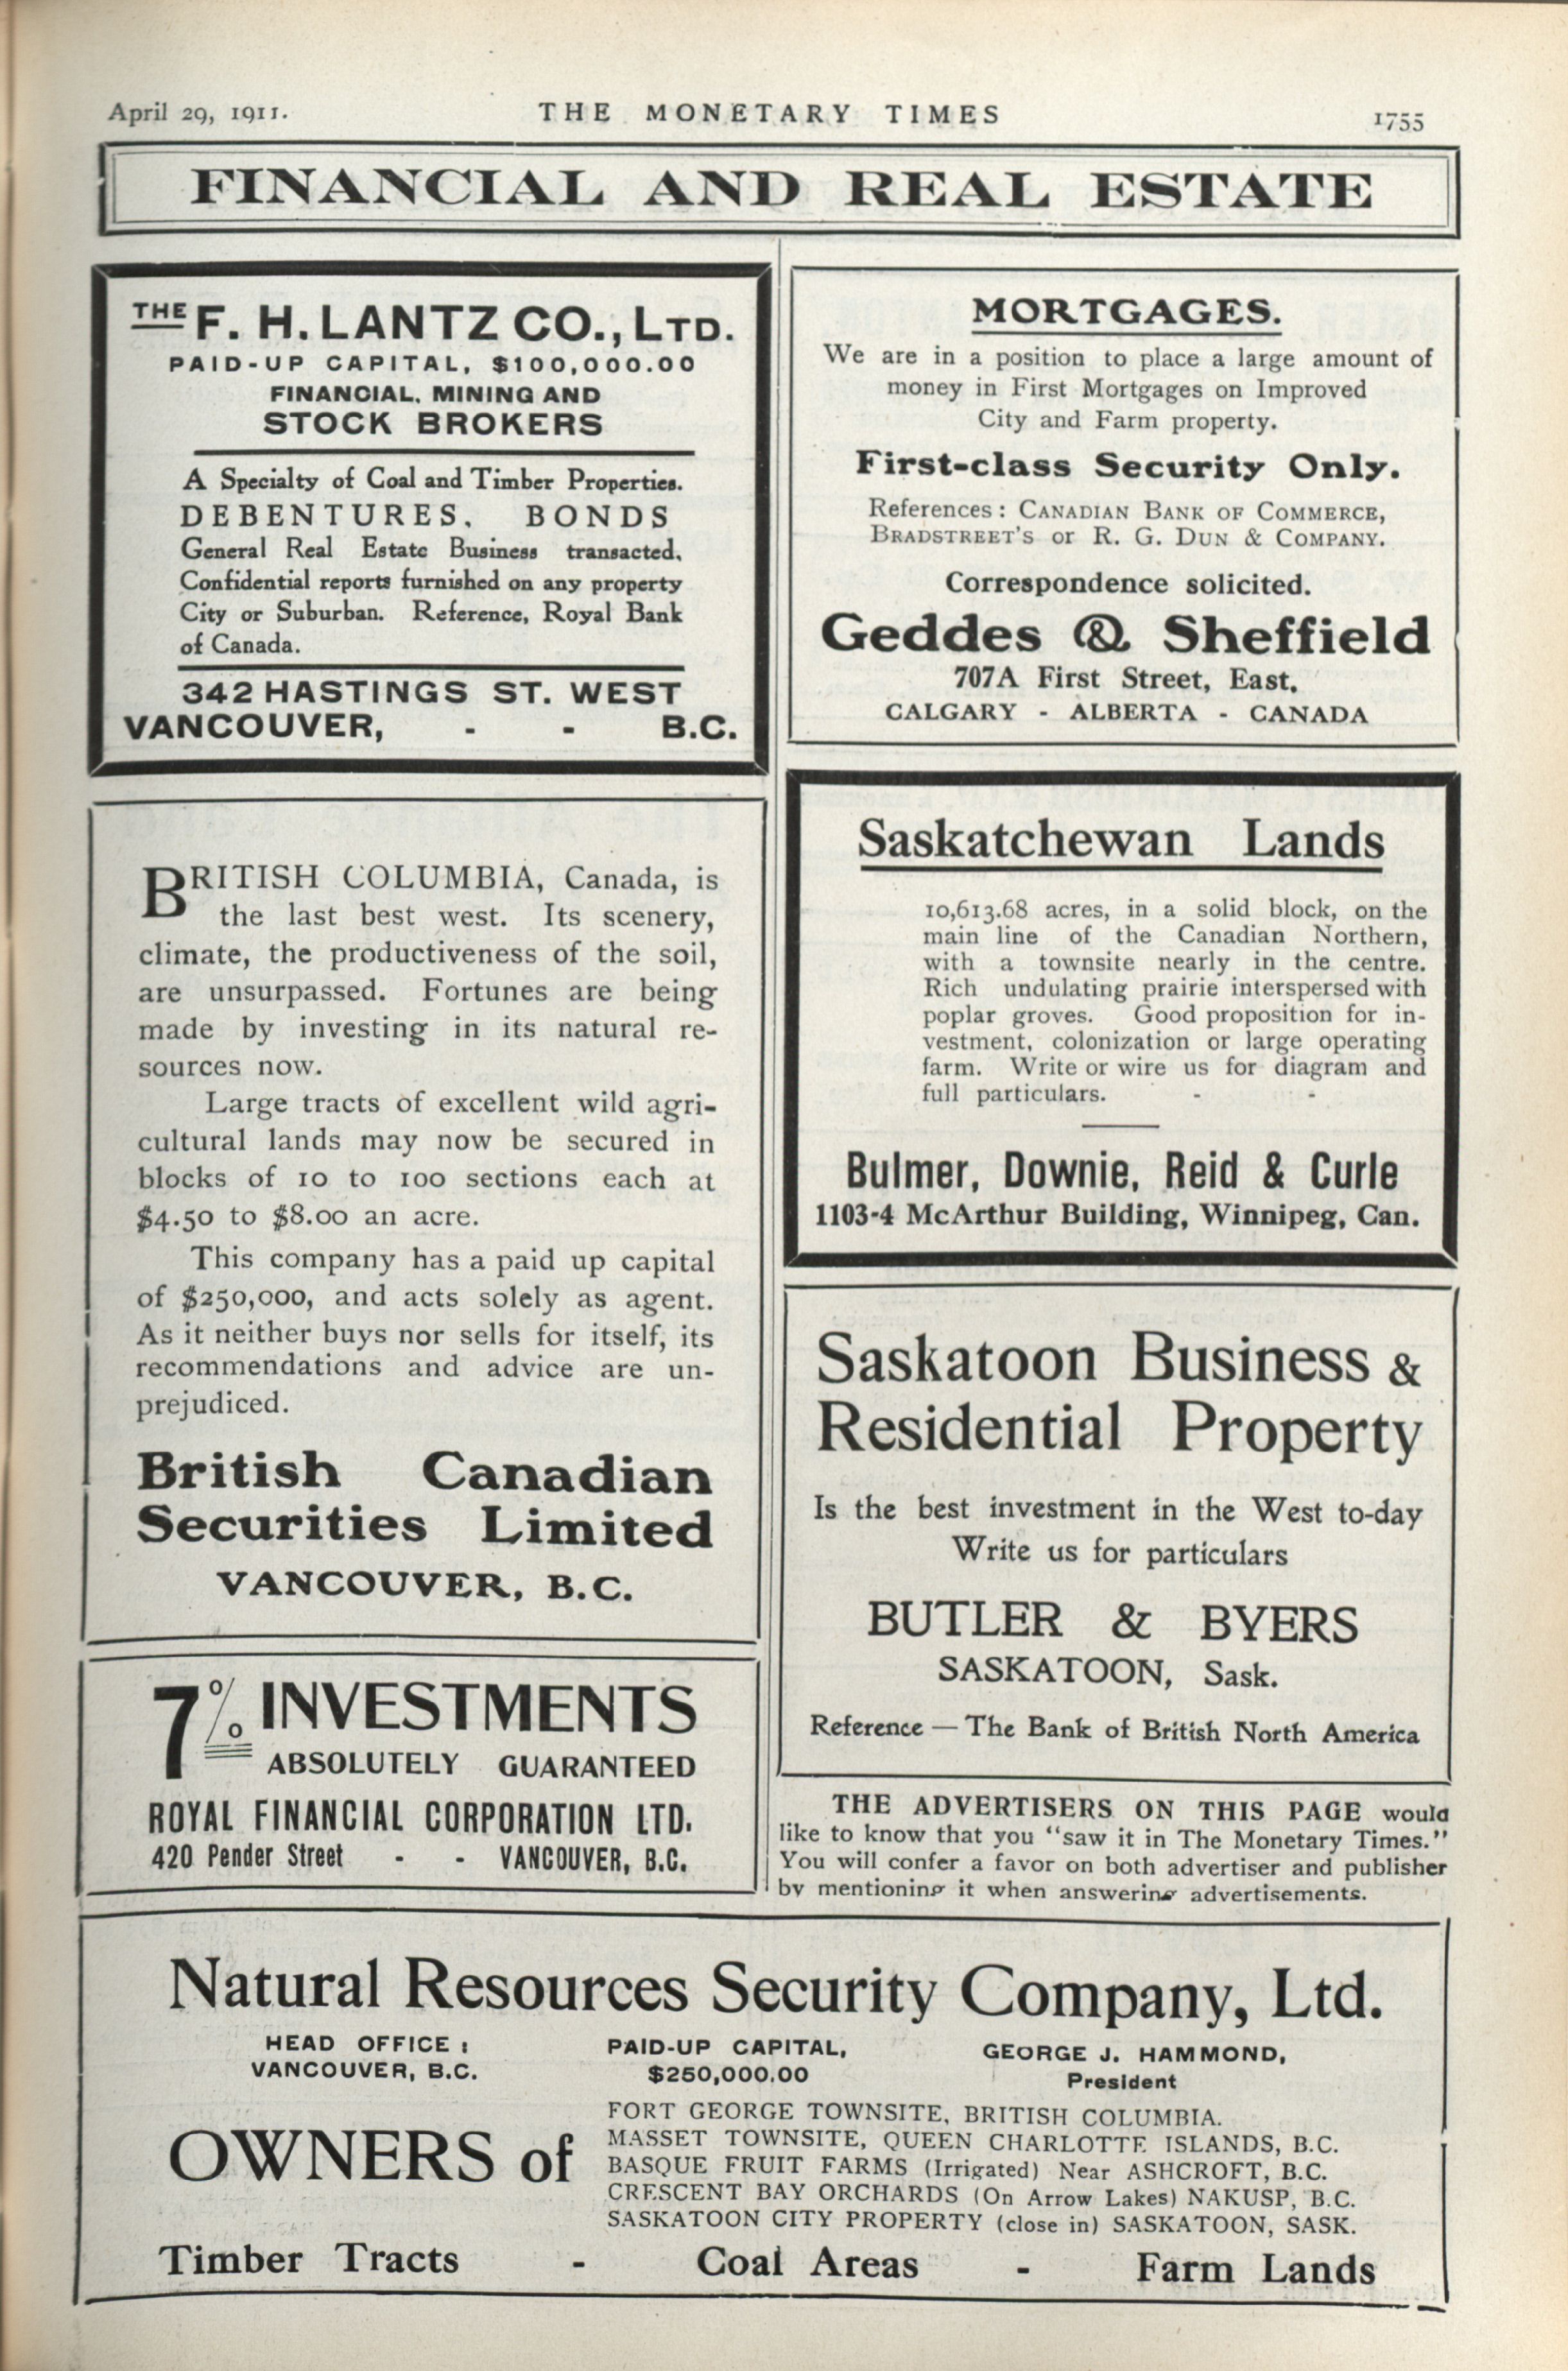 April 29, 1911.
THE MONETARY TIMES
1755
FINANCIAL AND REAL ESTATE
THE F. H. LANTZ CO., LTD.
PAID-UP CAPITAL, $100,000.00
FINANCIAL, MINING AND
STOCK BROKERS
A Specialty of Coal and Timber Properties.
DEBENTURES, BONDS
General Real Estate Business transacted.
Confidential reports furnished on any property
City or Suburban. Reference, Royal Bank
of Canada.
342 HASTINGS ST. WEST
VANCOUVER, - - B.C.
BRITISH COLUMBIA, Canada, is
the last best west. Its scenery,
climate, the productiveness of the soil,
are unsurpassed. Fortunes are being
made by investing in its natural re-
sources now.
Large tracts of excellent wild agri-
cultural lands may now be secured in
blocks of 10 to 100 sections each at
$4.50 to $8.00 an acre.
This company has a paid up capital
of $250,000, and acts solely as agent.
As it neither buys nor sells for itself, its
recommendations and advice are un-
prejudiced.
British Canadian
Securities Limited
VANCOUVER, B.C.
7% INVESTMENTS
ABSOLUTELY GUARANTEED
ROYAL FINANCIAL CORPORATION LTD.
420 Pender Street - - VANCOUVER, B.C.
MORTGAGES.
We are in a position to place a large amount of
money in First Mortgages on Improved
City and Farm property.
First-class Security Only.
References: CANADIAN BANK OF COMMERCE,
BRADSTREET'S or R. G. DUN & COMPANY.
Correspondence solicited.
Geddes & Sheffield
707A First Street, East.
CALGARY - ALBERTA - CANADA
Saskatchewan Lands
10,613.68 acres, in a solid block, on the
main line of the Canadian Northern,
with a townsite nearly in the centre.
Rich undulating prairie interspersed with
poplar groves. Good proposition for in-
vestment, colonization or large operating
farm. Write or wire us for diagram and
full particulars. - -
Bulmer, Downie, Reid & Curle
1103-4 McArthur Building, Winnipeg, Can.
Saskatoon Business &
Residential Property
Is the best investment in the West to-day
Write us for particulars
BUTLER & BYERS
SASKATOON, Sask.
Reference — The Bank of British North America
THE ADVERTISERS ON THIS PAGE would
like to know that you "saw it in The Monetary Times."
You will confer a favor on both advertiser and publisher
by mentioning it when answering advertisements.
Natural Resources Security Company, Ltd.
HEAD OFFICE:
VANCOUVER, B.C.
PAID-UP CAPITAL,
$250,000.00
GEORGE J. HAMMOND,
President
OWNERS of
FORT GEORGE TOWNSITE, BRITISH COLUMBIA.
MASSET TOWNSITE, QUEEN CHARLOTTE ISLANDS, B.C.
BASQUE FRUIT FARMS (Irrigated) Near ASHCROFT, B.C.
CRESCENT BAY ORCHARDS (On Arrow Lakes) NAKUSP, B.C.
SASKATOON CITY PROPERTY (close in) SASKATOON, SASK.
Timber Tracts - Coal Areas - Farm Lands